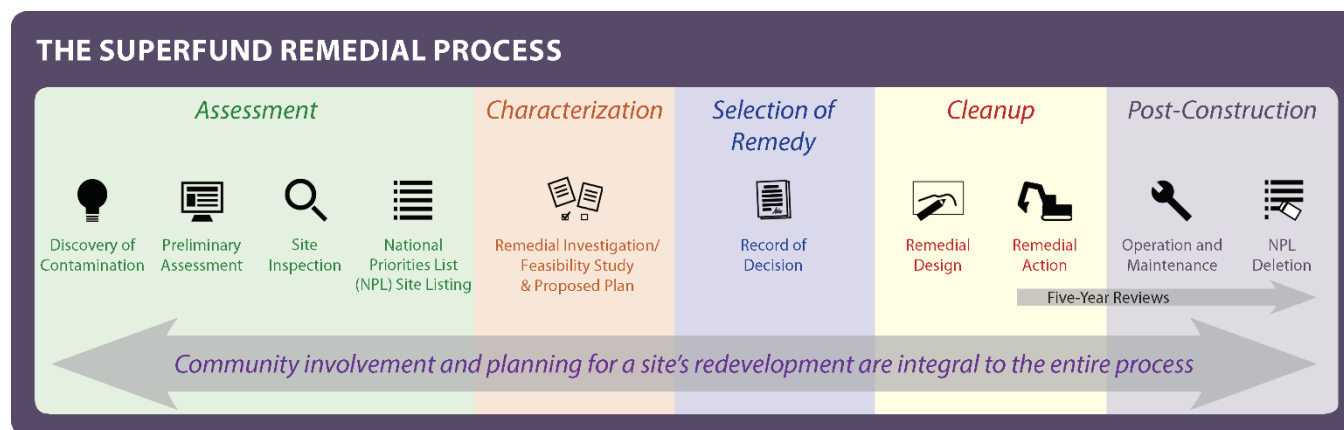 THE SUPERFUND REMEDIAL PROCESS
Assessment
Discovery of
Contamination
Preliminary
Assessment
Site
Inspection
National
Priorities List
(NPL) Site Listing
Characterization
Remedial Investigation/
Feasibility Study
& Proposed Plan
Selection of
Remedy
Record of
Decision
Cleanup
Remedial
Design
Remedial
Action
Post-Construction
Operation and
Maintenance
NPL
Deletion
Five-Year Reviews
Community involvement and planning for a site's redevelopment are integral to the entire process